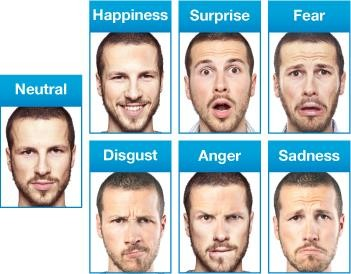 Happiness
Surprise
Fear
Neutral
Disgust
Anger
Sadness